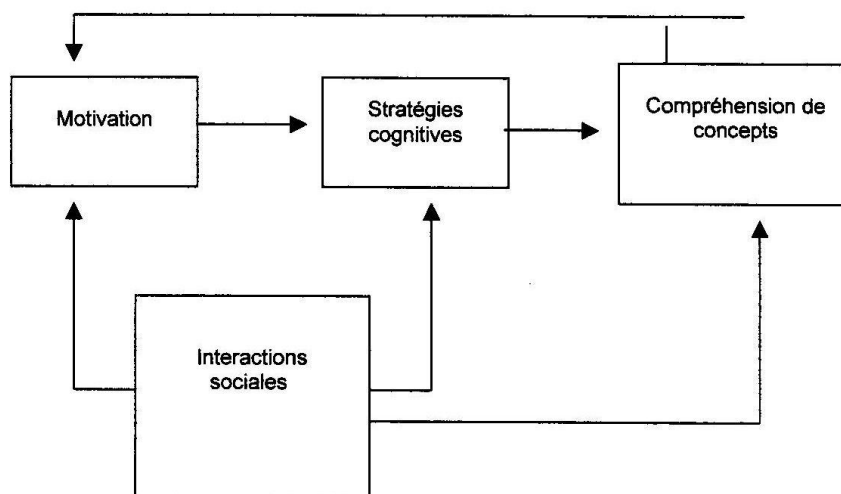 Motivation
Stratégies
cognitives
Compréhension de
concepts
Interactions
sociales